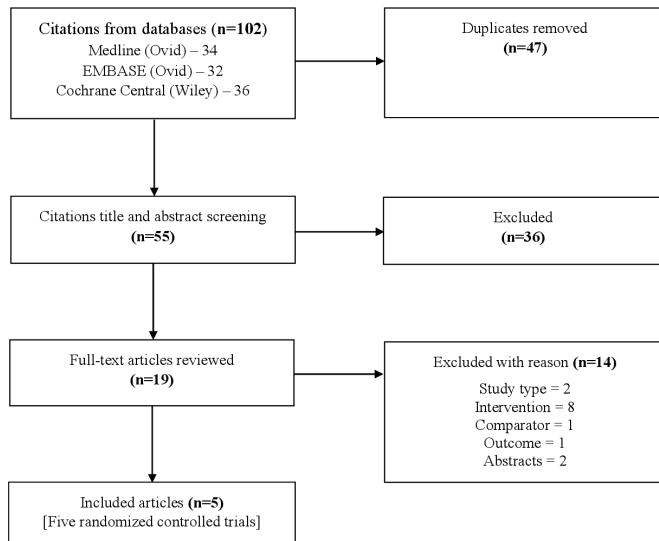 Citations from databases (n=102)
Medline (Ovid) – 34
EMBASE (Ovid) – 32
Cochrane Central (Wiley) – 36
Duplicates removed
(n=47)
Citations title and abstract screening
(n=55)
Excluded
(n=36)
Full-text articles reviewed
(n=19)
Excluded with reason (n=14)
Study type = 2
Intervention = 8
Comparator = 1
Outcome = 1
Abstracts = 2
Included articles (n=5)
[Five randomized controlled trials]